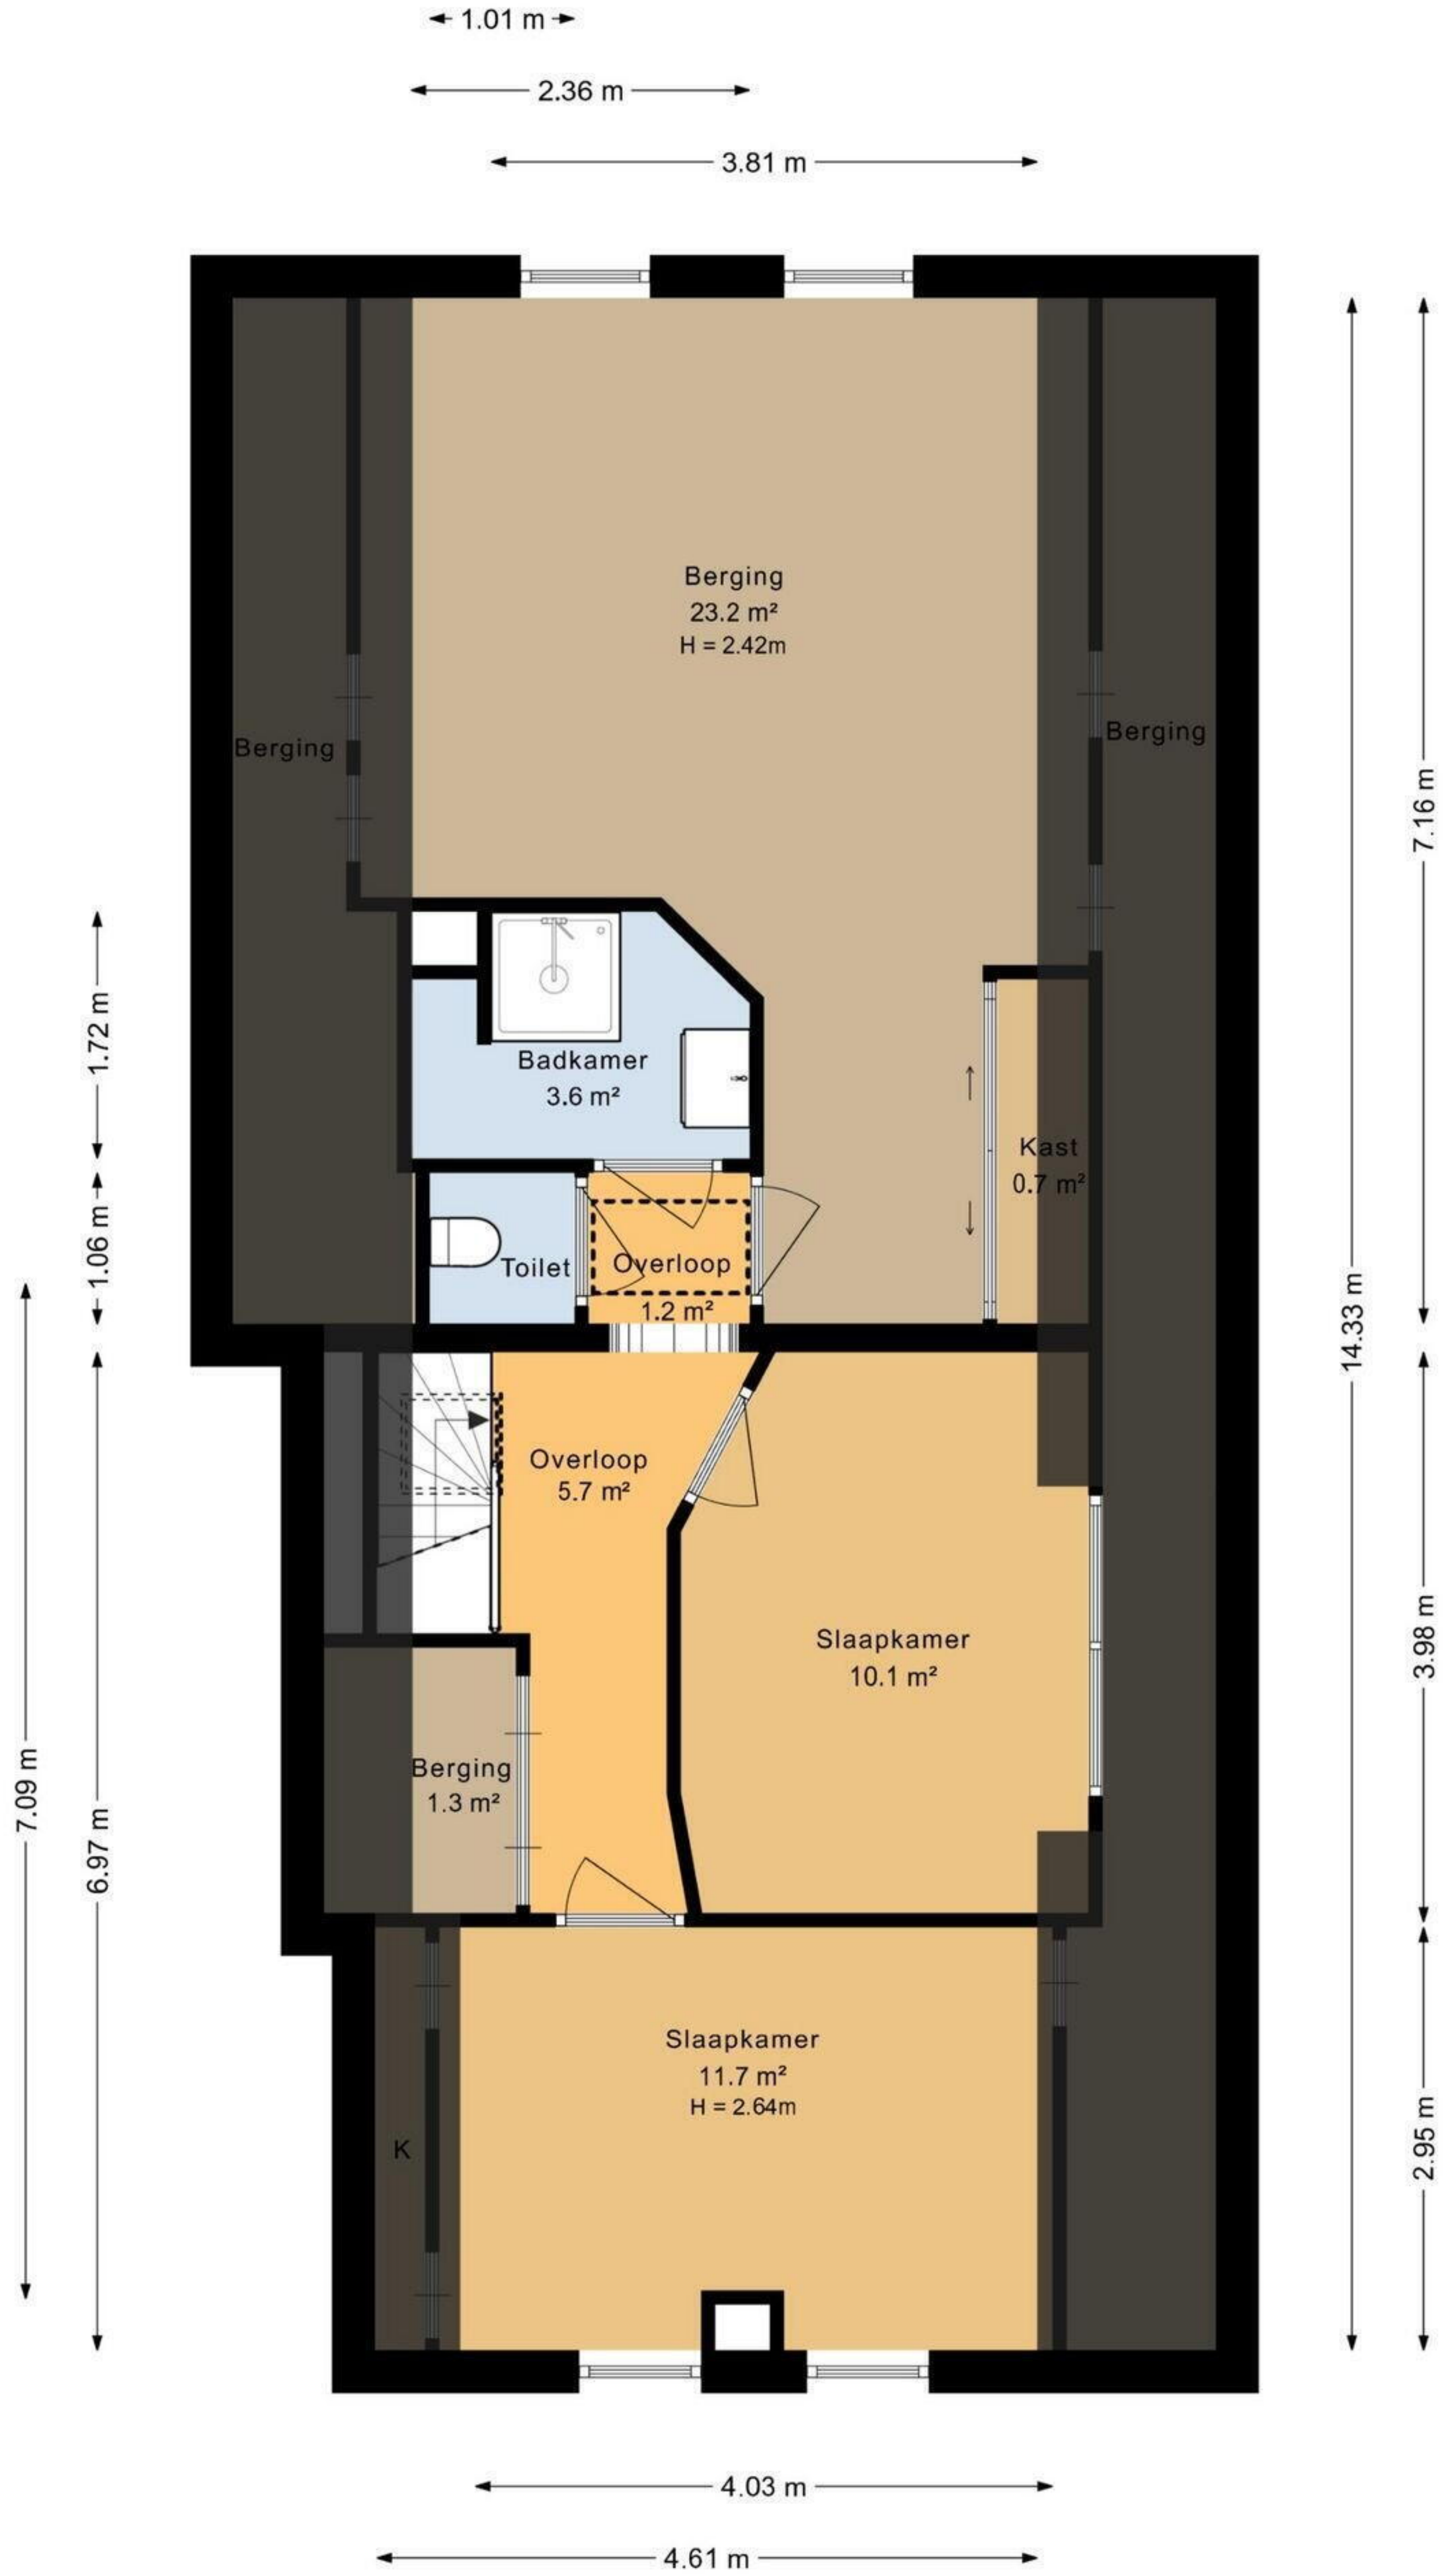 1.01 m
2.36 m
3.81 m
Berging
23.2 m²
H = 2.42m
Berging
Berging
7.16 m
1.72 m
Badkamer
3.6 m²
Kast
0.7 m²
1.06 m
Toilet
Overloop
1.2 m²
14.33 m
Overloop
5.7 m²
Slaapkamer
10.1 m²
3.98 m
Berging
1.3 m²
7.09 m
6.97 m
Slaapkamer
11.7 m²
H = 2.64m
K
2.95 m
4.03 m
4.61 m